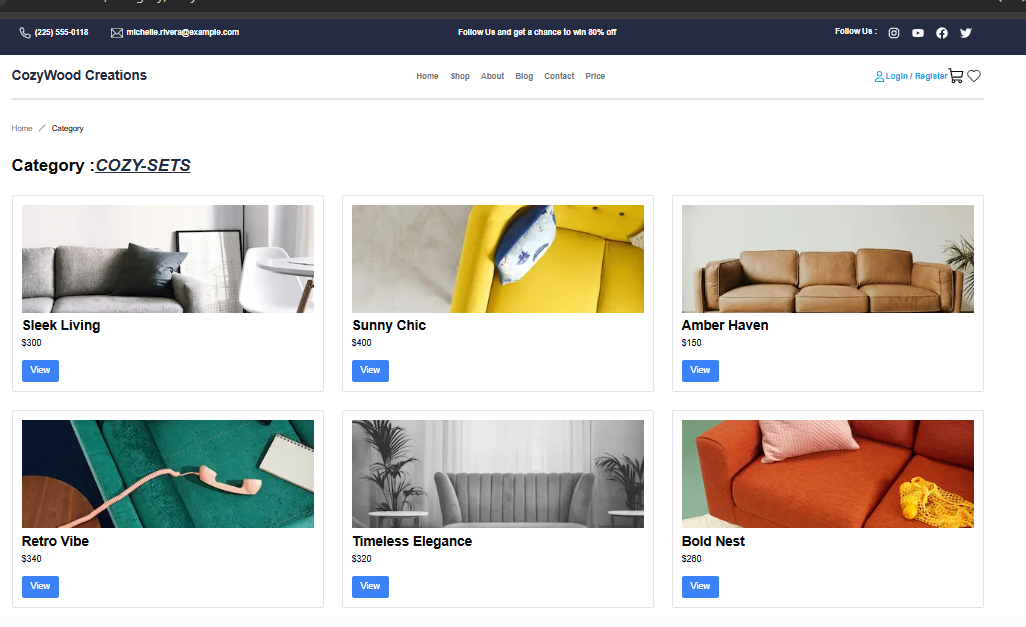 (225) 555-0118 michelle.rivera@example.com Follow Us and get a chance to win 80% off Follow Us :
CozyWood Creations Home Shop About Blog Contact Price Login / Register
Home / Category
Category :COZY-SETS
Sleek Living
$300
View
Sunny Chic
$400
View
Amber Haven
$150
View
Retro Vibe
$340
View
Timeless Elegance
$320
View
Bold Nest
$260
View